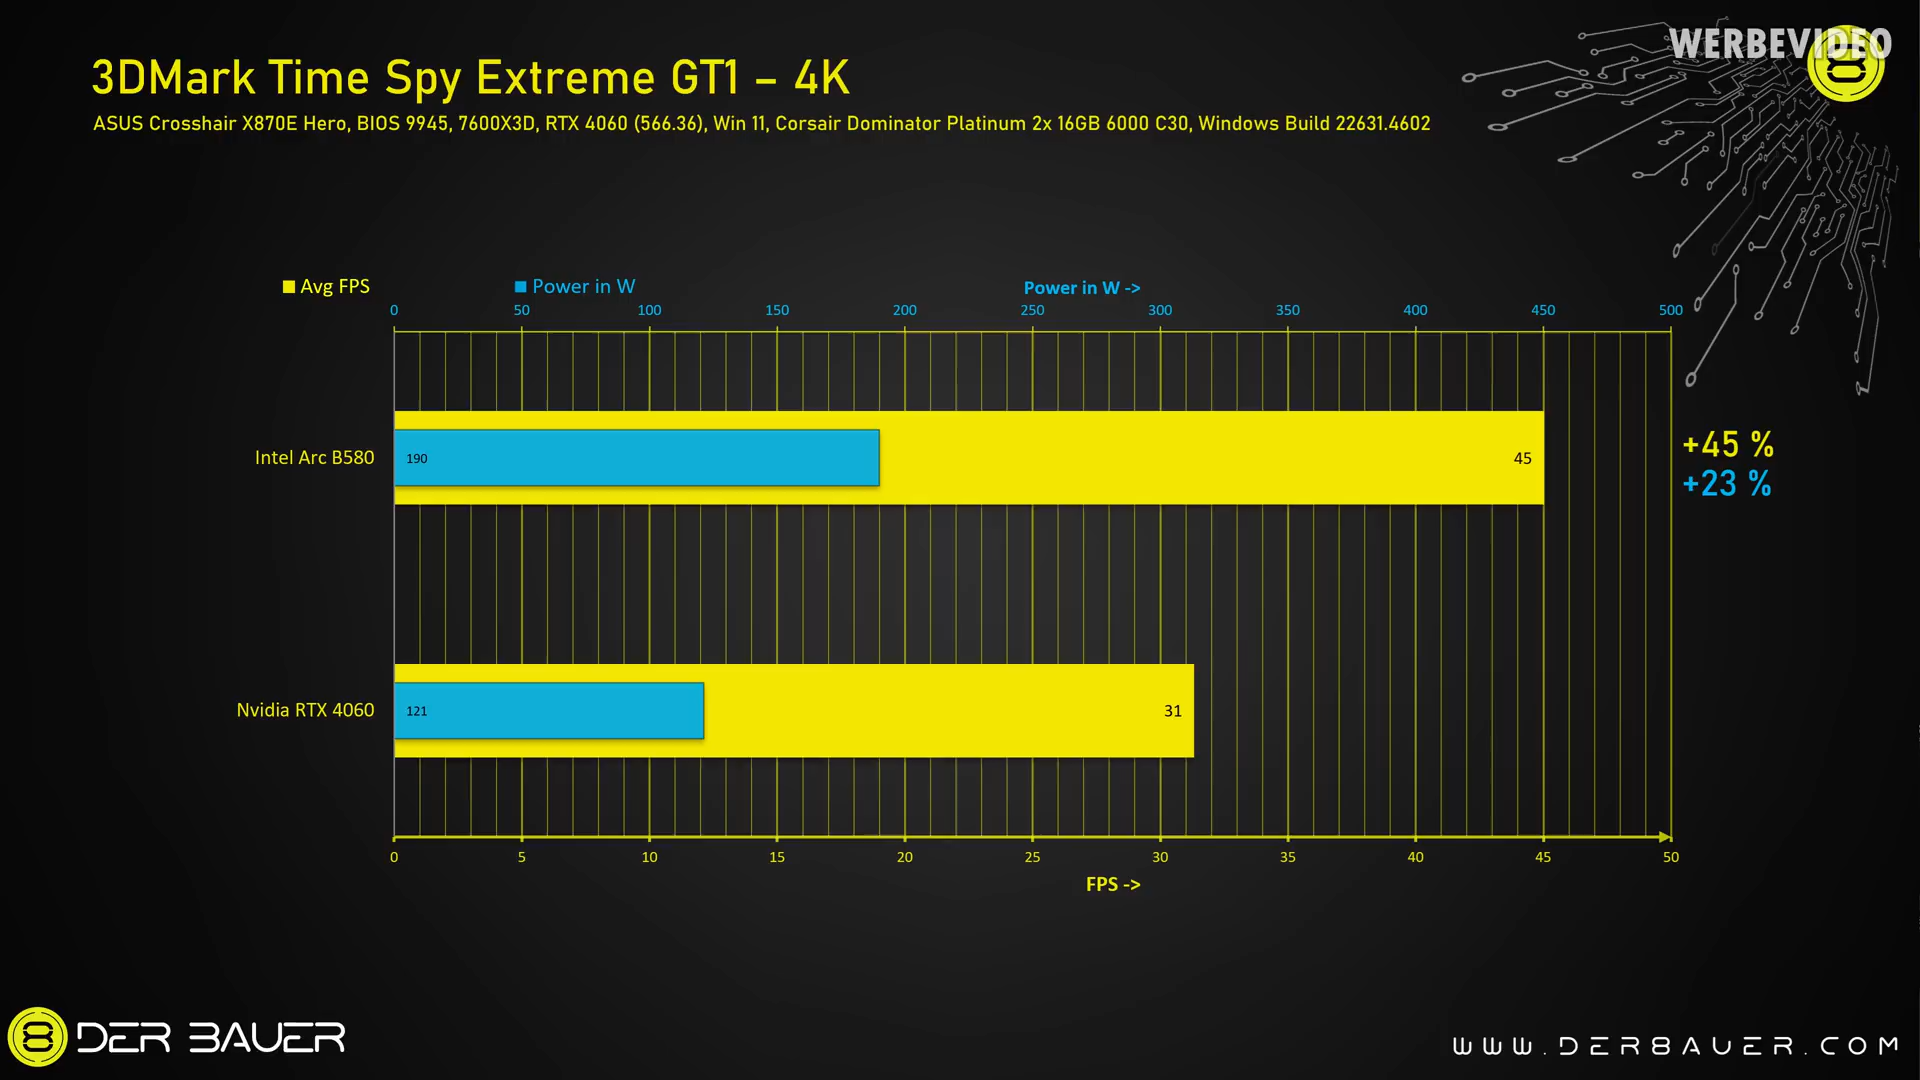 WERBEVIDEO
3DMark Time Spy Extreme GT1 – 4K
ASUS Crosshair X870E Hero, BIOS 9945, 7600X3D, RTX 4060 (566.36), Win 11, Corsair Dominator Platinum 2x 16GB 6000 C30, Windows Build 22631.4602
Avg FPS
Power in W
Power in W ->
0 50 100 150 200 250 300 350 400 450 500
Intel Arc B580
190
45
+45 %
+23 %
Nvidia RTX 4060
121
31
0 5 10 15 20 25 30 35 40 45 50
FPS ->
DER 8AUER
WWW.DER8AUER.COM